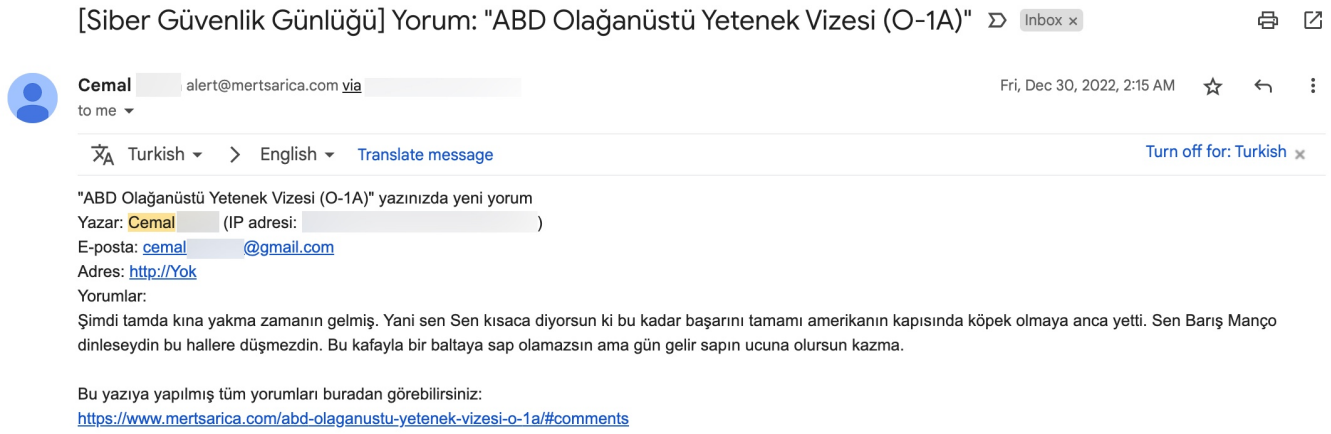 [Siber Güvenlik Günlüğü] Yorum: "ABD Olağanüstü Yetenek Vizesi (O-1A)" Inbox ×
Cemal alert@mertsarica.com via Fri, Dec 30, 2022, 2:15 AM
to me
Turkish > English Translate message Turn off for: Turkish ×
"ABD Olağanüstü Yetenek Vizesi (O-1A)" yazınızda yeni yorum
Yazar: Cemal (IP adresi: )
E-posta: cemal @gmail.com
Adres: http://Yok
Yorumlar:
Şimdi tamda kına yakma zamanın gelmiş. Yani sen Sen kısaca diyorsun ki bu kadar başarını tamamı amerikanın kapısında köpek olmaya anca yetti. Sen Barış Manço
dinleseydin bu hallere düşmezdin. Bu kafayla bir baltaya sap olamazsın ama gün gelir sapın ucuna olursun kazma.
Bu yazıya yapılmış tüm yorumları buradan görebilirsiniz:
https://www.mertsarica.com/abd-olaganustu-yetenek-vizesi-o-1a/#comments